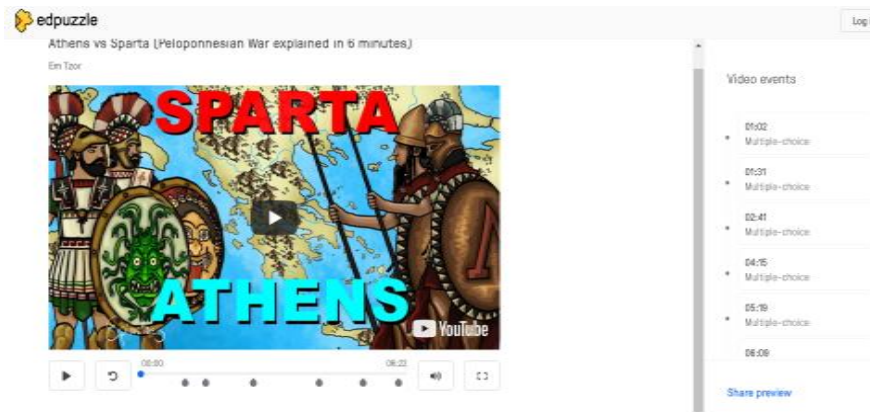 edpuzzle
Log
Athens vs Sparta (Peloponnesian War explained in 6 minutes)
Em Tzor
SPARTA
ATHENS
YouTube
00:00
06:22
Video events
01:02
Multiple-choice
01:31
Multiple-choice
02:41
Multiple-choice
04:15
Multiple-choice
05:19
Multiple-choice
06:09
Share preview